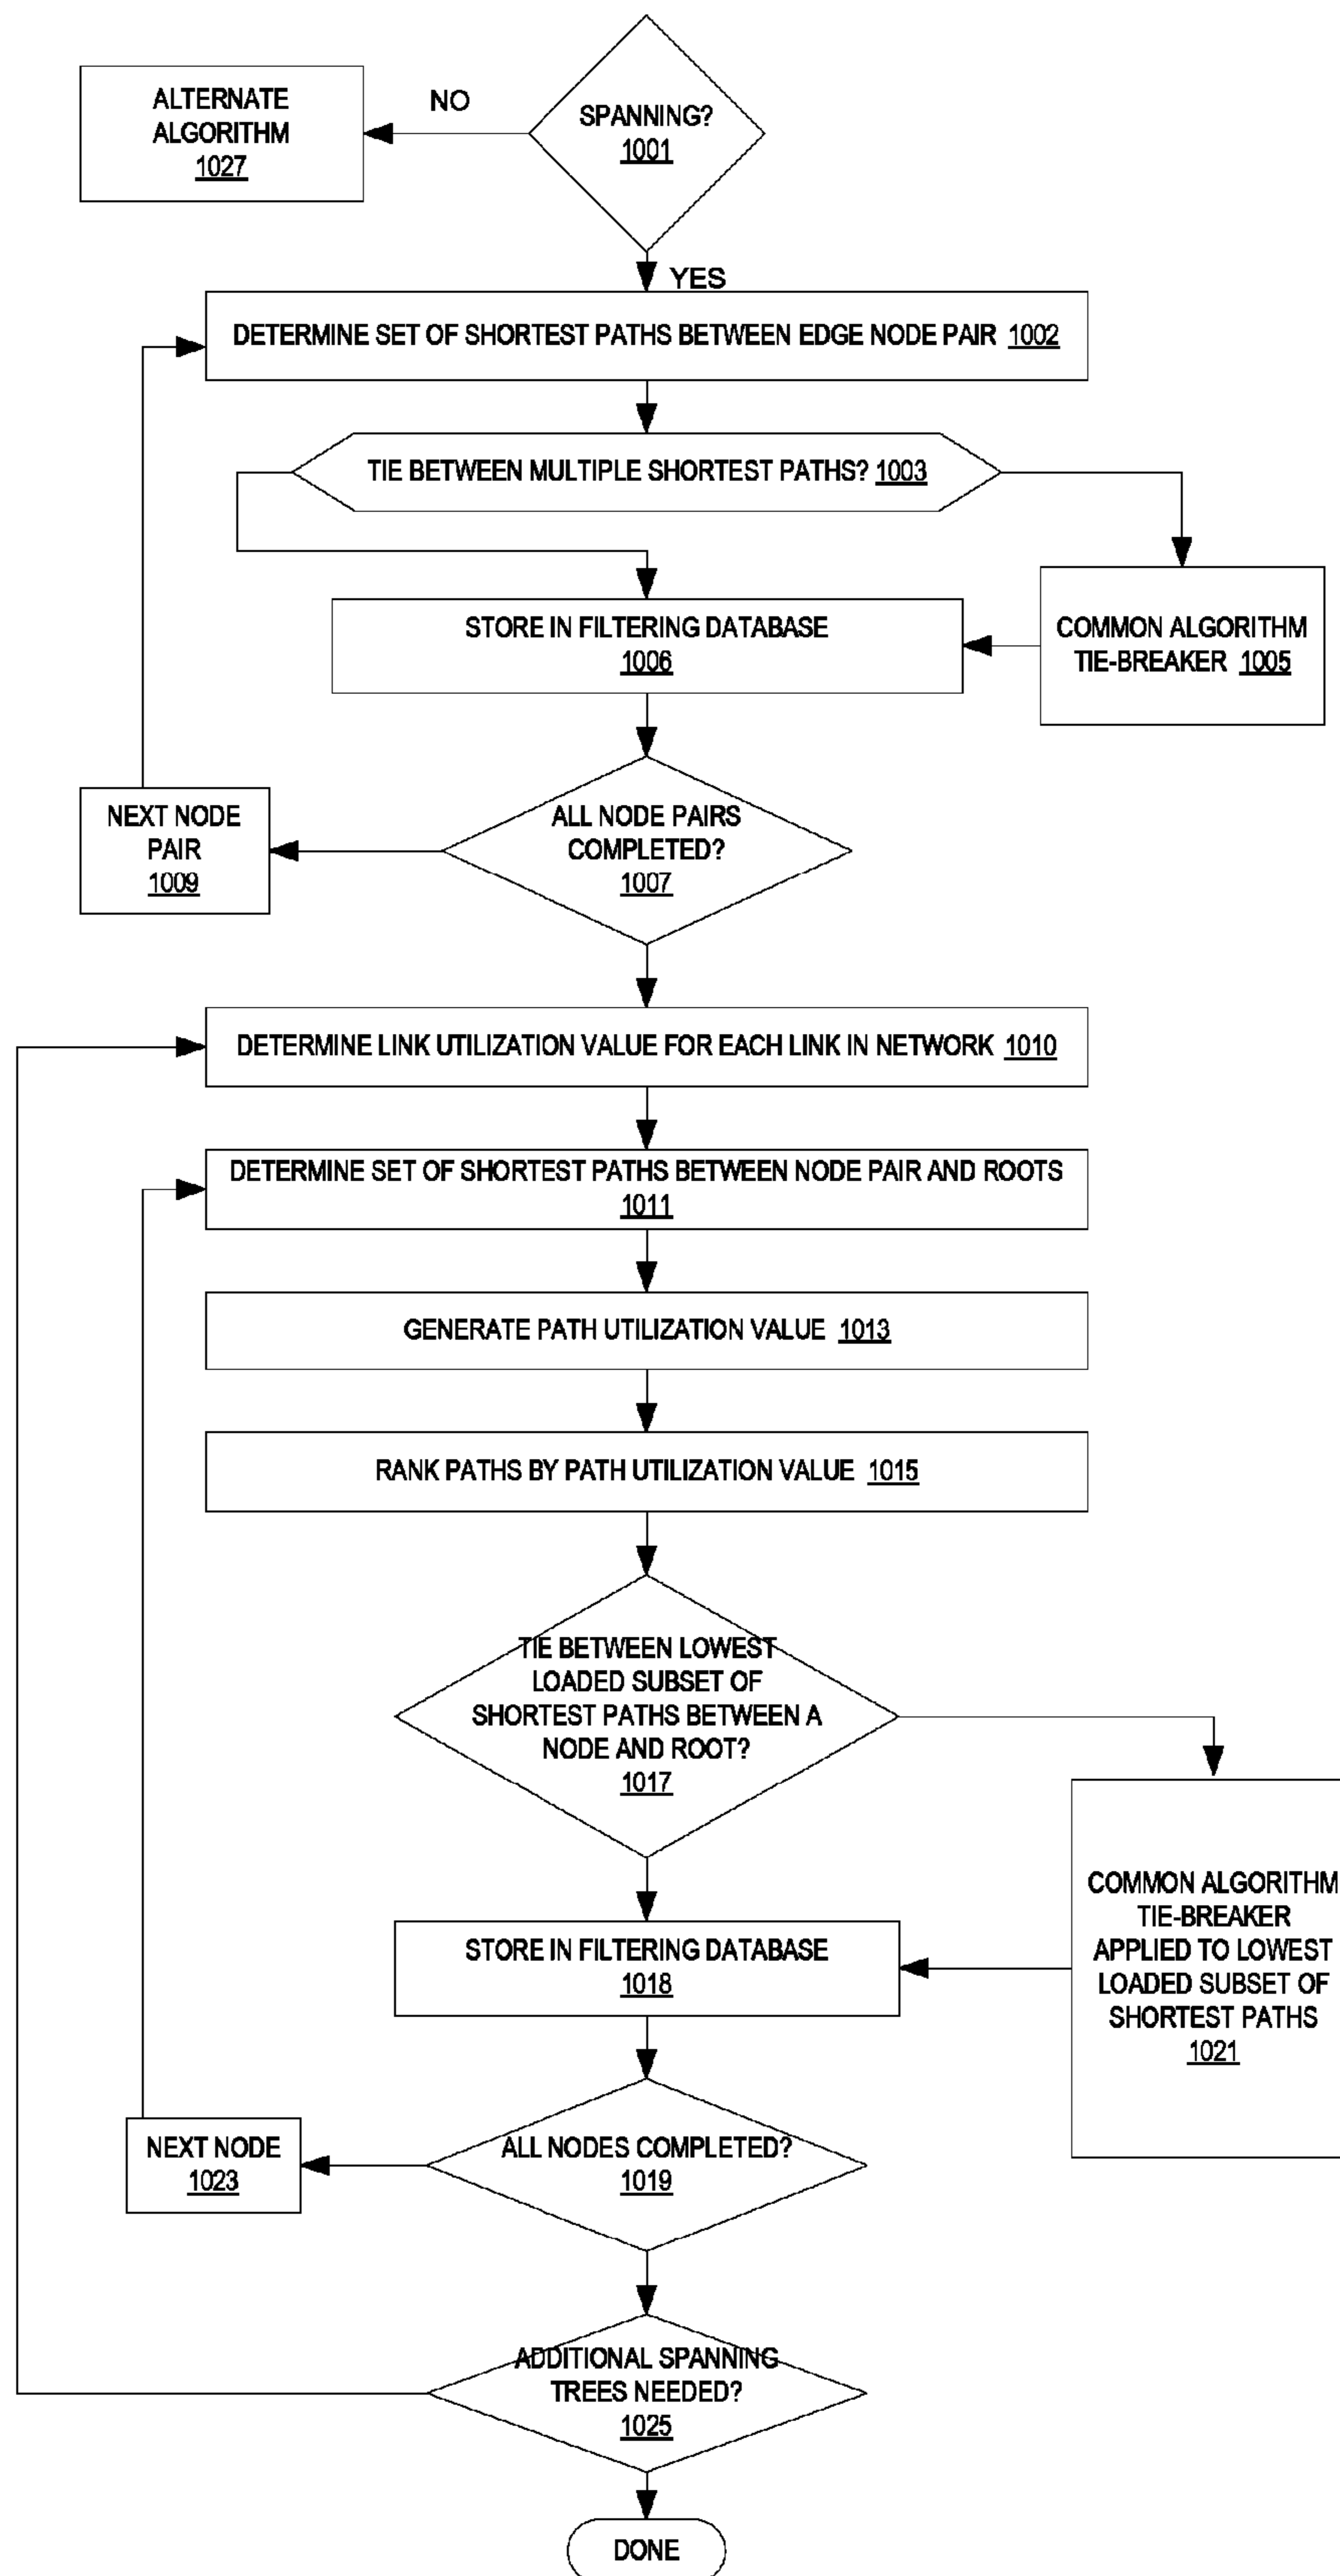 SPANNING?
1001
NO
ALTERNATE
ALGORITHM
1027
YES
DETERMINE SET OF SHORTEST PATHS BETWEEN EDGE NODE PAIR 1002
TIE BETWEEN MULTIPLE SHORTEST PATHS? 1003
STORE IN FILTERING DATABASE
1006
COMMON ALGORITHM
TIE-BREAKER 1005
ALL NODE PAIRS
COMPLETED?
1007
NEXT NODE
PAIR
1009
DETERMINE LINK UTILIZATION VALUE FOR EACH LINK IN NETWORK 1010
DETERMINE SET OF SHORTEST PATHS BETWEEN NODE PAIR AND ROOTS
1011
GENERATE PATH UTILIZATION VALUE 1013
RANK PATHS BY PATH UTILIZATION VALUE 1015
TIE BETWEEN LOWEST
LOADED SUBSET OF
SHORTEST PATHS BETWEEN A
NODE AND ROOT?
1017
COMMON ALGORITHM
TIE-BREAKER
APPLIED TO LOWEST
LOADED SUBSET OF
SHORTEST PATHS
1021
STORE IN FILTERING DATABASE
1018
ALL NODES COMPLETED?
1019
NEXT NODE
1023
ADDITIONAL SPANNING
TREES NEEDED?
1025
DONE